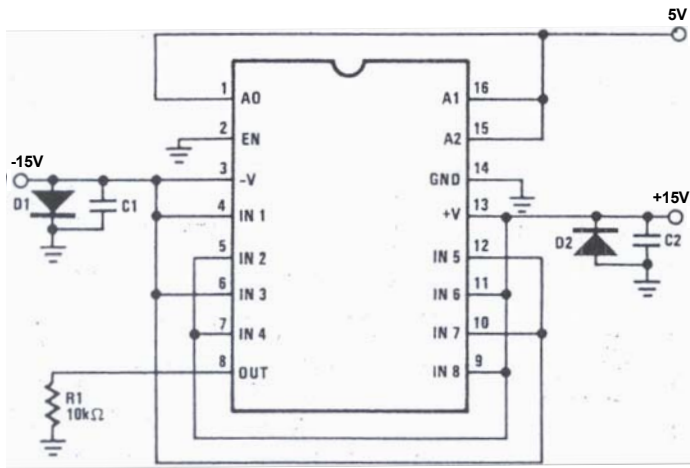 5V
1 A0 A1 16
2 EN A2 15
-15V
3 -V GND 14
+15V
D1 C1
4 IN 1 +V 13
D2 C2
5 IN 2 IN 5 12
6 IN 3 IN 6 11
7 IN 4 IN 7 10
8 OUT IN 8 9
R1
10kΩ